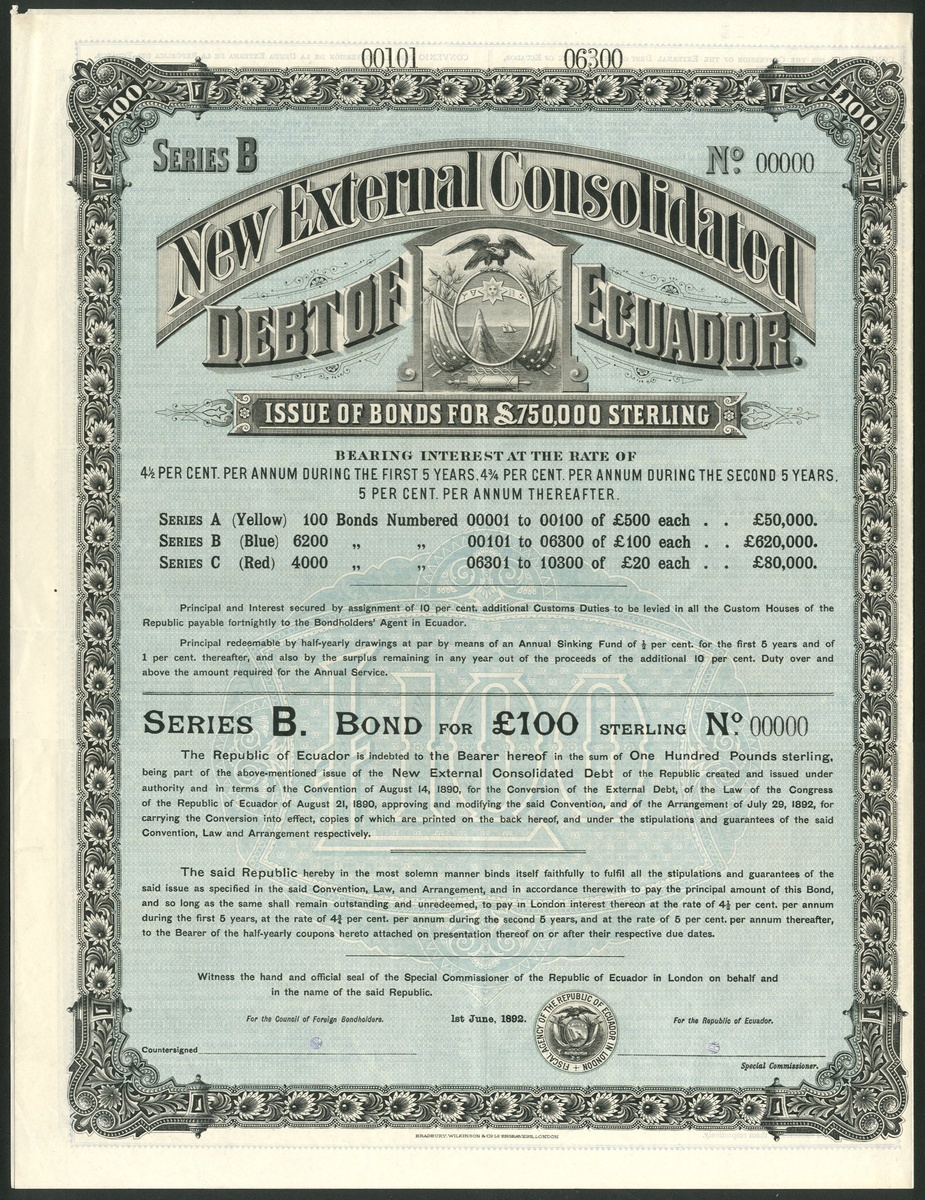 00101 06300
£100 £100
SERIES B Nº. 00000
New External Consolidated
DEBT OF ECUADOR.
ISSUE OF BONDS FOR £750,000 STERLING
BEARING INTEREST AT THE RATE OF
4½ PER CENT. PER ANNUM DURING THE FIRST 5 YEARS, 4¾ PER CENT. PER ANNUM DURING THE SECOND 5 YEARS,
5 PER CENT. PER ANNUM THEREAFTER.
SERIES A (Yellow) 100 Bonds Numbered 00001 to 00100 of £500 each . . £50,000.
SERIES B (Blue) 6200 „ „ 00101 to 06300 of £100 each . . £620,000.
SERIES C (Red) 4000 „ „ 06301 to 10300 of £20 each . . £80,000.
Principal and Interest secured by assignment of 10 per cent. additional Customs Duties to be levied in all the Custom Houses of the
Republic payable fortnightly to the Bondholders' Agent in Ecuador.
Principal redeemable by half-yearly drawings at par by means of an Annual Sinking Fund of ½ per cent. for the first 5 years and of
1 per cent. thereafter, and also by the surplus remaining in any year out of the proceeds of the additional 10 per cent. Duty over and
above the amount required for the Annual Service.
SERIES B. BOND FOR £100 STERLING Nº. 00000
The Republic of Ecuador is indebted to the Bearer hereof in the sum of One Hundred Pounds sterling,
being part of the above-mentioned issue of the New External Consolidated Debt of the Republic created and issued under
authority and in terms of the Convention of August 14, 1890, for the Conversion of the External Debt, of the Law of the Congress
of the Republic of Ecuador of August 21, 1890, approving and modifying the said Convention, and of the Arrangement of July 29, 1892, for
carrying the Conversion into effect, copies of which are printed on the back hereof, and under the stipulations and guarantees of the said
Convention, Law and Arrangement respectively.
The said Republic hereby in the most solemn manner binds itself faithfully to fulfil all the stipulations and guarantees of the
said issue as specified in the said Convention, Law, and Arrangement, and in accordance therewith to pay the principal amount of this Bond,
and so long as the same shall remain outstanding and unredeemed, to pay in London interest thereon at the rate of 4½ per cent. per annum
during the first 5 years, at the rate of 4¾ per cent. per annum during the second 5 years, and at the rate of 5 per cent. per annum thereafter,
to the Bearer of the half-yearly coupons hereto attached on presentation thereof on or after their respective due dates.
Witness the hand and official seal of the Special Commissioner of the Republic of Ecuador in London on behalf and
in the name of the said Republic.
For the Council of Foreign Bondholders. 1st June, 1892. For the Republic of Ecuador.
FISCAL AGENCY OF THE REPUBLIC OF ECUADOR IN LONDON
Countersigned
Special Commissioner.
BRADBURY, WILKINSON & Cº. Lᴰ. ENGRAVERS, LONDON